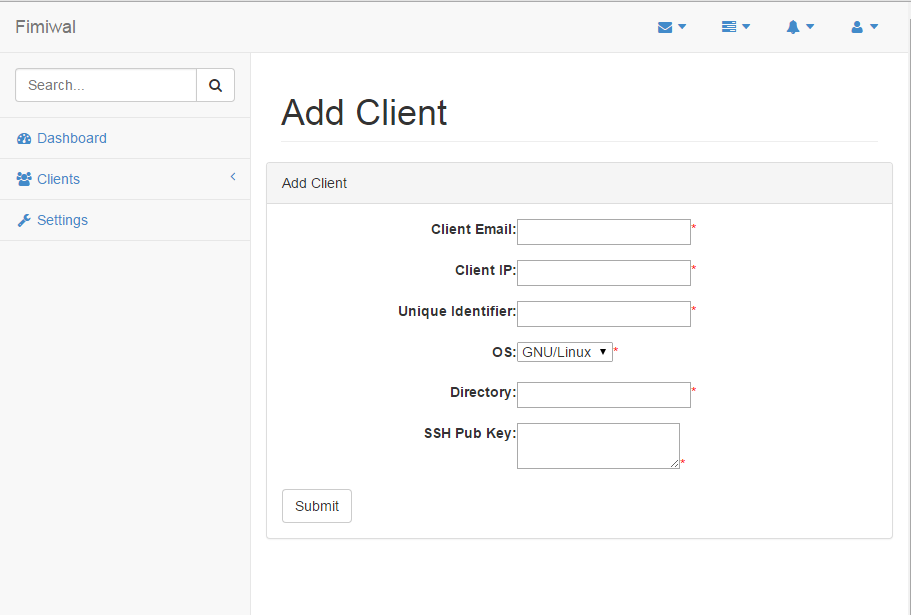 Fimiwal
Search...
Dashboard
Clients
Settings
Add Client
Add Client
Client Email: *
Client IP: *
Unique Identifier: *
OS: GNU/Linux *
Directory: *
SSH Pub Key: *
Submit